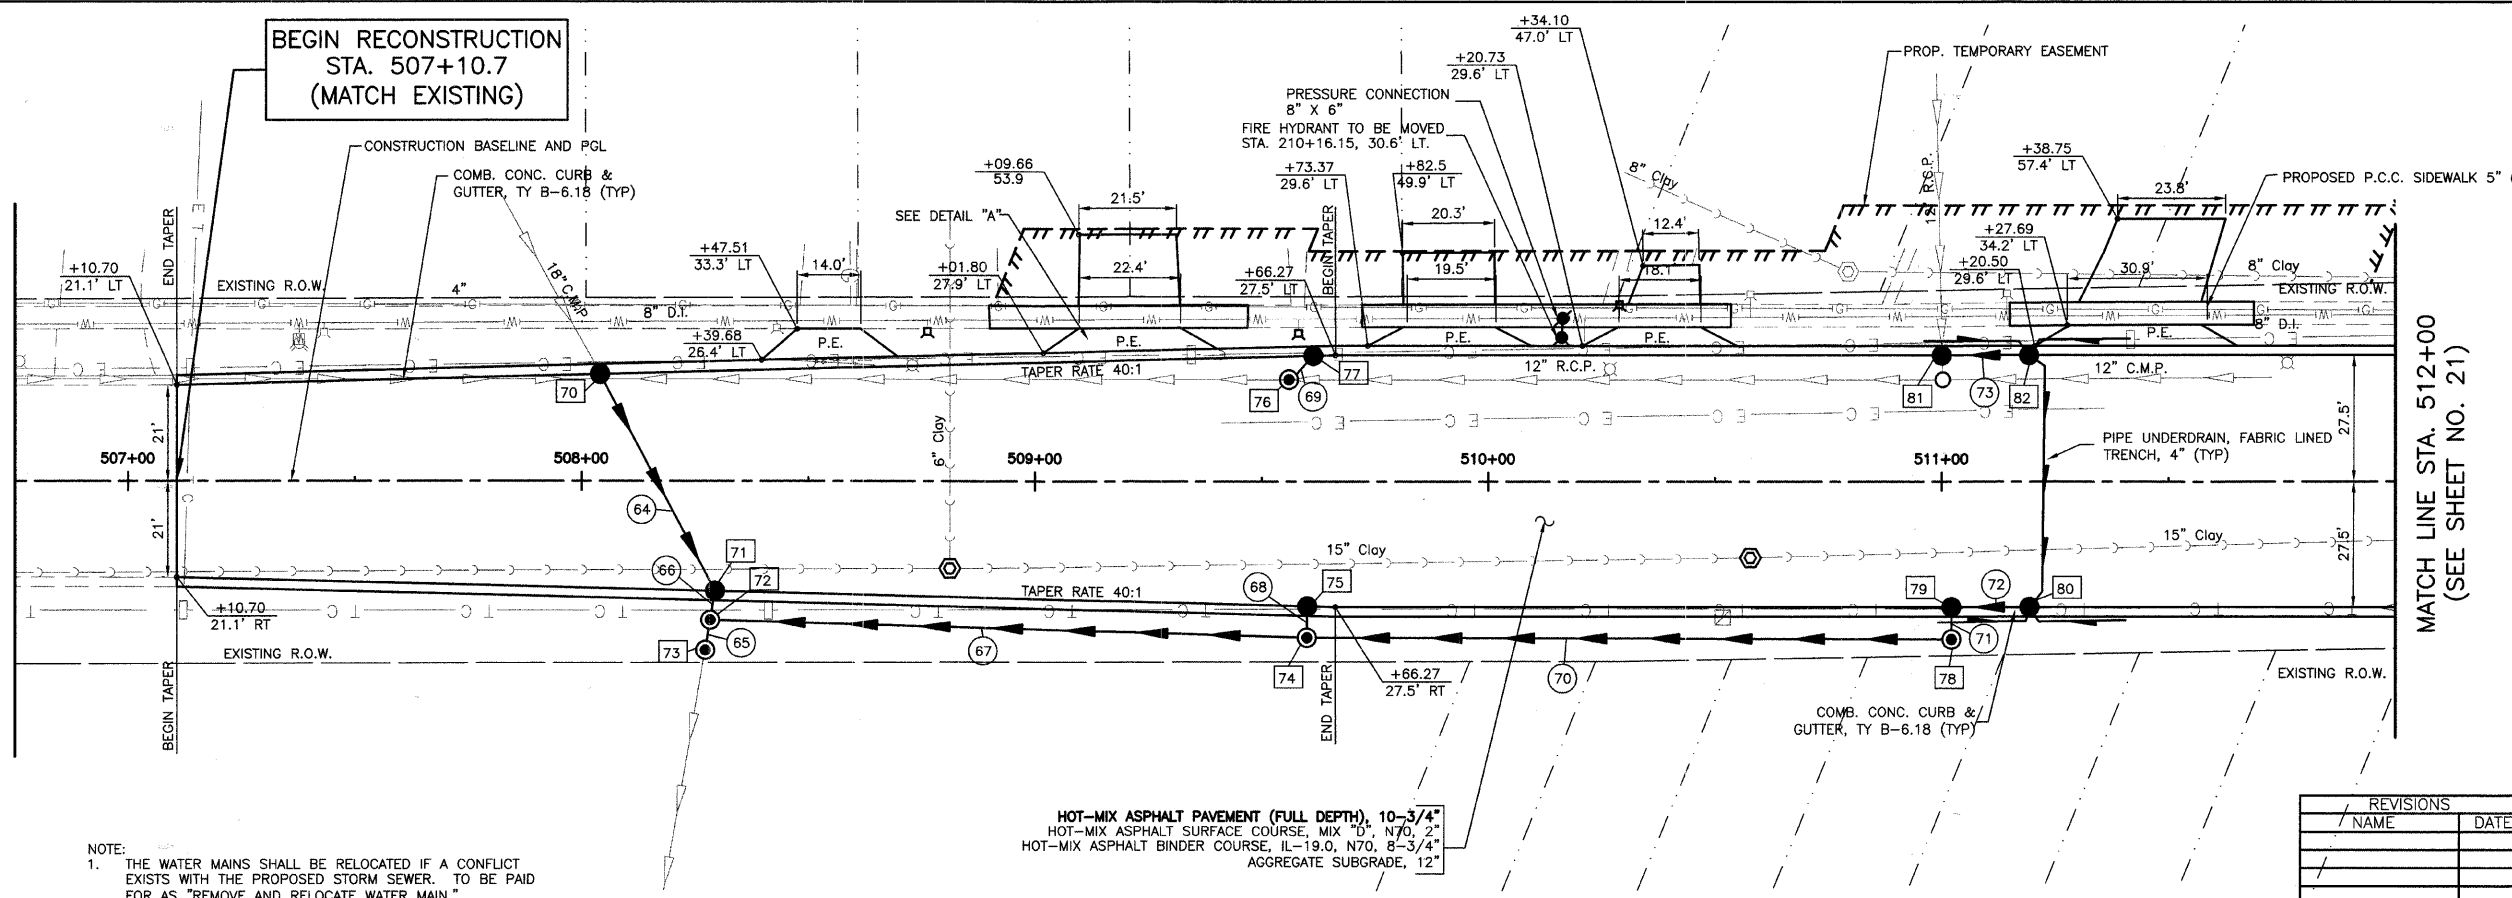 BEGIN RECONSTRUCTION
STA. 507+10.7
(MATCH EXISTING)
CONSTRUCTION BASELINE AND PGL
COMB. CONC. CURB &
GUTTER, TY B-6.18 (TYP)
END TAPER
+10.70
21.1' LT
EXISTING R.O.W.
4"
18" C.M.P.
8" D.I.
+47.51
33.3' LT
14.0'
+39.68
26.4' LT
P.E.
SEE DETAIL "A"
+09.66
53.9
21.5'
22.4'
+01.80
27.9' LT
P.E.
+66.27
27.5' LT
BEGIN TAPER
PRESSURE CONNECTION
8" X 6"
FIRE HYDRANT TO BE MOVED
STA. 210+16.15, 30.6' LT.
+73.37
29.6' LT
+82.5
49.9' LT
20.3'
19.5'
P.E.
+34.10
47.0' LT
+20.73
29.6' LT
12.4'
18.1'
P.E.
8" Clay
PROP. TEMPORARY EASEMENT
12" R.C.P.
+38.75
57.4' LT
23.8'
PROPOSED P.C.C. SIDEWALK 5" (
+27.69
34.2' LT
+20.50
29.6' LT
30.9'
8" Clay
EXISTING R.O.W.
8" D.I.
P.E.
TAPER RATE 40:1
12" R.C.P.
12" C.M.P.
70
76
69
77
81
73
82
21'
21'
507+00
508+00
509+00
510+00
511+00
6" Clay
27.5'
27.5'
PIPE UNDERDRAIN, FABRIC LINED
TRENCH, 4" (TYP)
MATCH LINE STA. 512+00
(SEE SHEET NO. 21)
64
71
66
72
15" Clay
15" Clay
TAPER RATE 40:1
68
75
79
72
80
+10.70
21.1' RT
EXISTING R.O.W.
BEGIN TAPER
73
65
67
74
END TAPER
+66.27
27.5' RT
70
71
78
EXISTING R.O.W.
COMB. CONC. CURB &
GUTTER, TY B-6.18 (TYP)
HOT-MIX ASPHALT PAVEMENT (FULL DEPTH), 10-3/4"
HOT-MIX ASPHALT SURFACE COURSE, MIX "D", N70, 2"
HOT-MIX ASPHALT BINDER COURSE, IL-19.0, N70, 8-3/4"
AGGREGATE SUBGRADE, 12"
NOTE:
1. THE WATER MAINS SHALL BE RELOCATED IF A CONFLICT
EXISTS WITH THE PROPOSED STORM SEWER. TO BE PAID
FOR AS "REMOVE AND RELOCATE WATER MAIN."
REVISIONS
NAME DATE